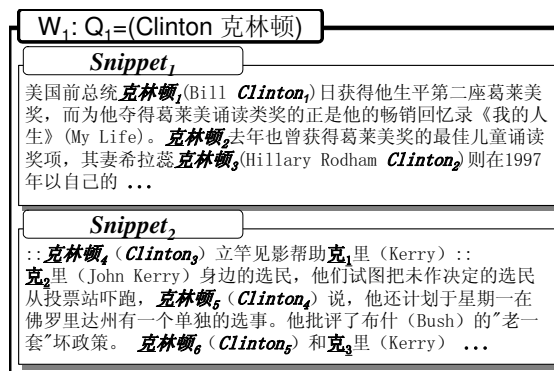 W1: Q1=(Clinton 克林顿)
Snippet1
美国前总统克林顿1(Bill Clinton1)日获得他生平第二座葛莱美
奖，而为他夺得葛莱美诵读类奖的正是他的畅销回忆录《我的人
生》(My Life)。克林顿2去年也曾获得葛莱美奖的最佳儿童诵读
奖项，其妻希拉蕊克林顿3(Hillary Rodham Clinton2)则在1997
年以自己的 ...
Snippet2
::克林顿4（Clinton3）立竿见影帮助克1里（Kerry）::
克2里（John Kerry）身边的选民，他们试图把未作决定的选民
从投票站吓跑，克林顿5（Clinton4）说，他还计划于星期一在
佛罗里达州有一个单独的选事。他批评了布什（Bush）的"老一
套"坏政策。 克林顿6（Clinton5）和克3里（Kerry） ...